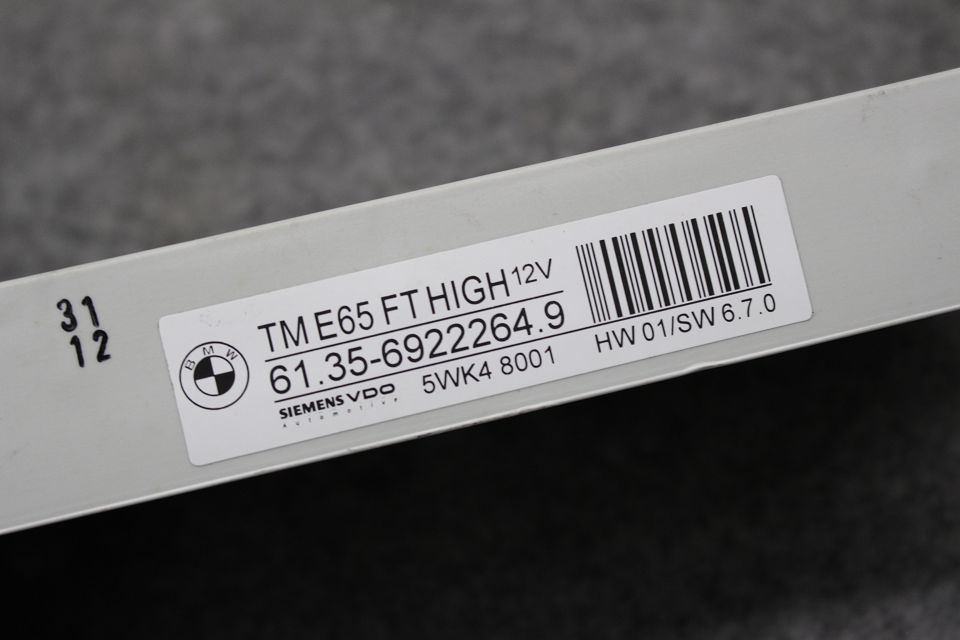 31
12
BMW
TM E65 FT HIGH 12V
61.35-6922264.9
SIEMENS VDO
Automotive
5WK4 8001
HW 01/SW 6.7.0